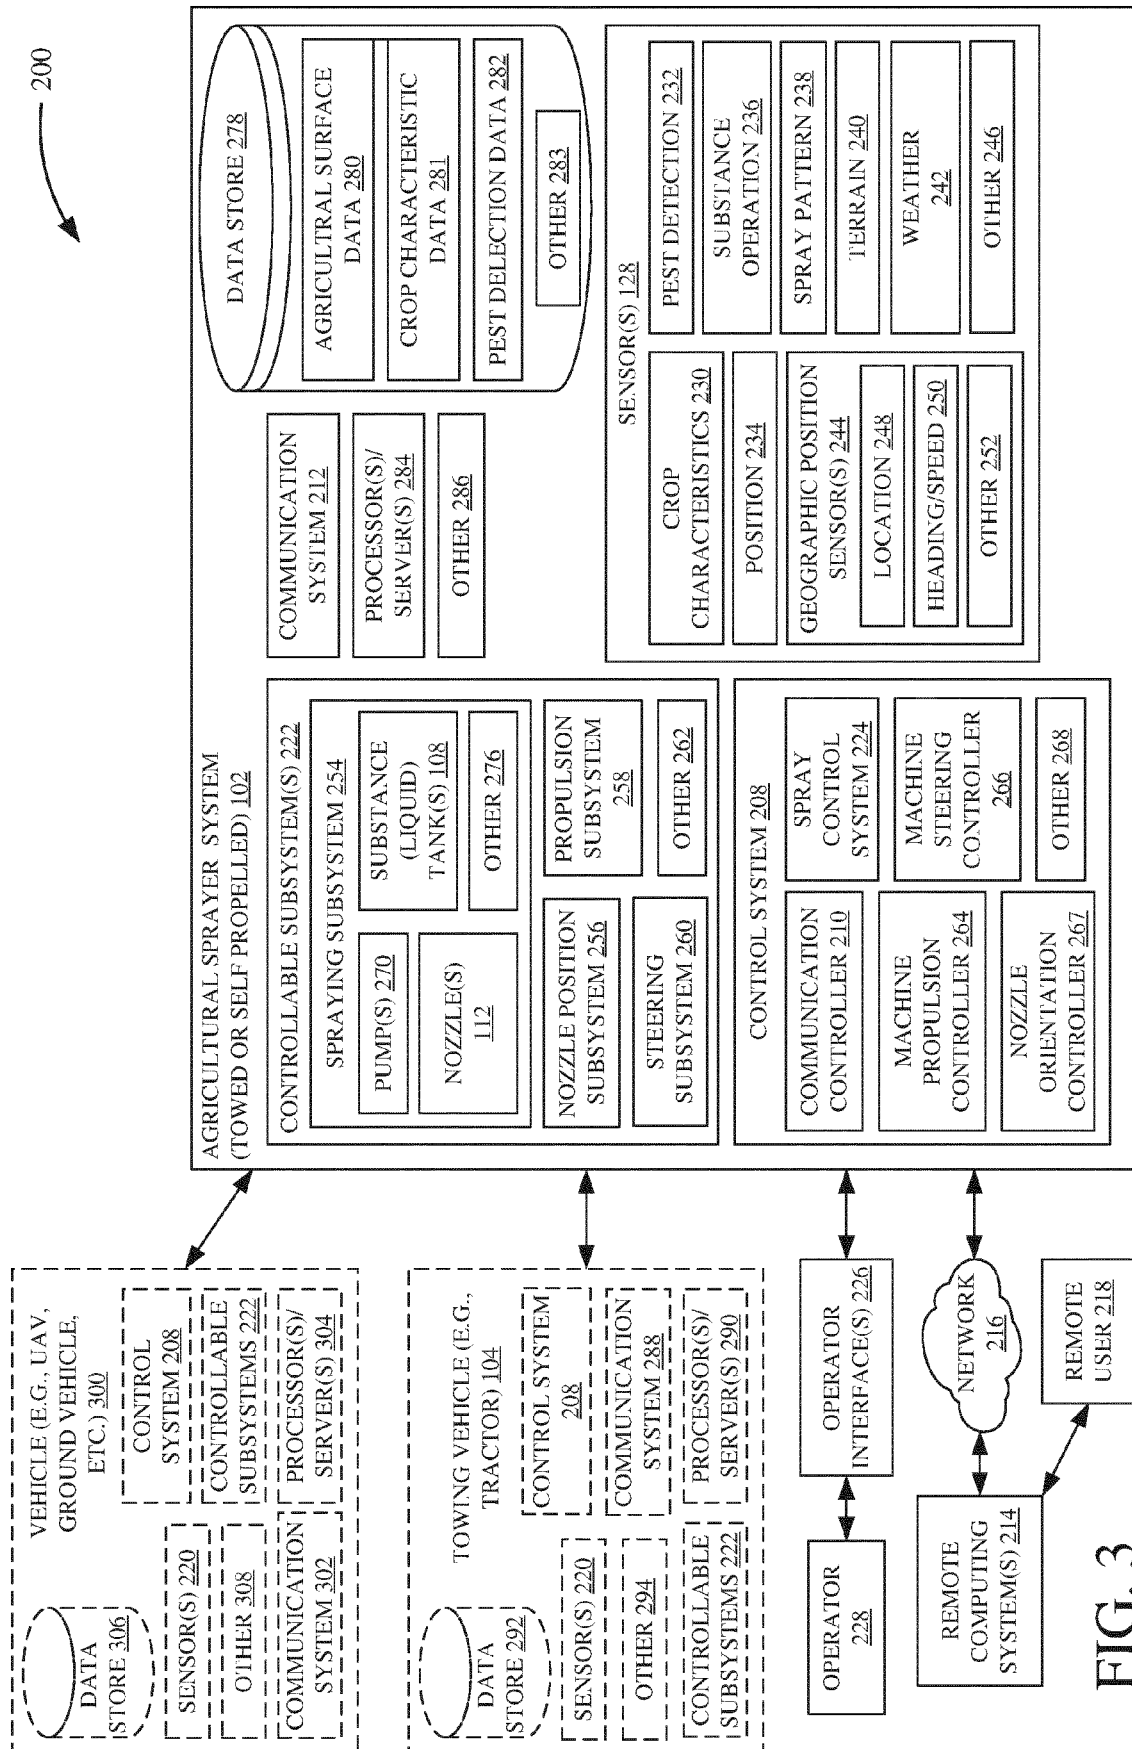 200
AGRICULTURAL SPRAYER SYSTEM
(TOWED OR SELF PROPELLED) 102
CONTROLLABLE SUBSYSTEM(S) 222
SPRAYING SUBSYSTEM 254
PUMP(S) 270
NOZZLE(S)
112
SUBSTANCE
(LIQUID)
TANK(S) 108
OTHER 276
NOZZLE POSITION
SUBSYSTEM 256
PROPULSION
SUBSYSTEM
258
STEERING
SUBSYSTEM 260
OTHER 262
COMMUNICATION
SYSTEM 212
PROCESSOR(S)/
SERVER(S) 284
OTHER 286
DATA STORE 278
AGRICULTRAL SURFACE
DATA 280
CROP CHARACTERISTIC
DATA 281
PEST DELECTION DATA 282
OTHER 283
CONTROL SYSTEM 208
COMMUNICATION
CONTROLLER 210
SPRAY
CONTROL
SYSTEM 224
MACHINE
PROPULSION
CONTROLLER 264
MACHINE
STEERING
CONTROLLER
266
NOZZLE
ORIENTATION
CONTROLLER 267
OTHER 268
SENSOR(S) 128
CROP
CHARACTERISTICS 230
PEST DETECTION 232
POSITION 234
SUBSTANCE
OPERATION 236
SPRAY PATTERN 238
TERRAIN 240
WEATHER
242
OTHER 246
GEOGRAPHIC POSITION
SENSOR(S) 244
LOCATION 248
HEADING/SPEED 250
OTHER 252
VEHICLE (E.G., UAV,
GROUND VEHICLE,
ETC.) 300
DATA
STORE 306
CONTROL
SYSTEM 208
SENSOR(S) 220
CONTROLLABLE
SUBSYSTEMS 222
OTHER 308
COMMUNICATION
SYSTEM 302
PROCESSOR(S)/
SERVER(S) 304
TOWING VEHICLE (E.G.,
TRACTOR) 104
DATA
STORE 292
CONTROL SYSTEM
208
SENSOR(S) 220
COMMUNICATION
SYSTEM 288
OTHER 294
CONTROLLABLE
SUBSYSTEMS 222
PROCESSOR(S)/
SERVER(S) 290
OPERATOR
228
OPERATOR
INTERFACE(S) 226
NETWORK
216
REMOTE
COMPUTING
SYSTEM(S) 214
REMOTE
USER 218
FIG. 3